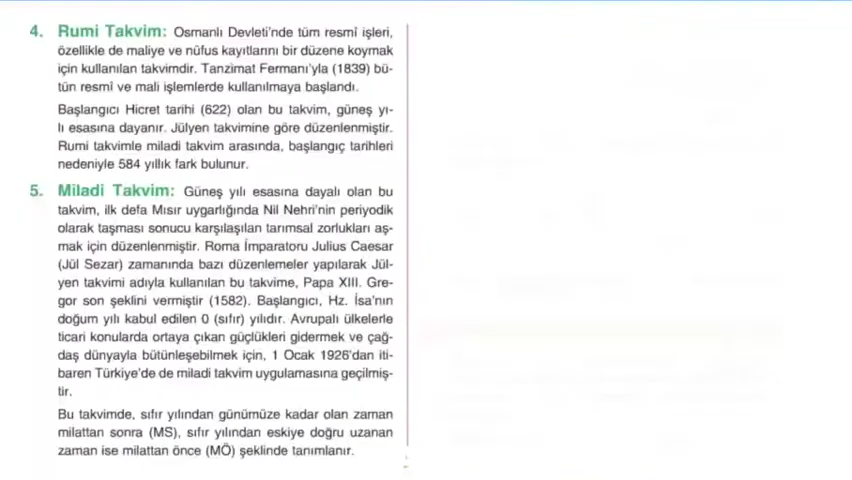 4. Rumi Takvim: Osmanlı Devleti'nde tüm resmî işleri,
özellikle de maliye ve nüfus kayıtlarını bir düzene koymak
için kullanılan takvimdir. Tanzimat Fermanı'yla (1839) bü-
tün resmî ve mali işlemlerde kullanılmaya başlandı.
Başlangıcı Hicret tarihi (622) olan bu takvim, güneş yı-
lı esasına dayanır. Jülyen takvimine göre düzenlenmiştir.
Rumi takvimle miladi takvim arasında, başlangıç tarihleri
nedeniyle 584 yıllık fark bulunur.
5. Miladi Takvim: Güneş yılı esasına dayalı olan bu
takvim, ilk defa Mısır uygarlığında Nil Nehri'nin periyodik
olarak taşması sonucu karşılaşılan tarımsal zorlukları aş-
mak için düzenlenmiştir. Roma İmparatoru Julius Caesar
(Jül Sezar) zamanında bazı düzenlemeler yapılarak Jül-
yen takvimi adıyla kullanılan bu takvime, Papa XIII. Gre-
gor son şeklini vermiştir (1582). Başlangıcı, Hz. İsa'nın
doğum yılı kabul edilen 0 (sıfır) yılıdır. Avrupalı ülkelerle
ticari konularda ortaya çıkan güçlükleri gidermek ve çağ-
daş dünyayla bütünleşebilmek için, 1 Ocak 1926'dan iti-
baren Türkiye'de de miladi takvim uygulamasına geçilmiş-
tir.
Bu takvimde, sıfır yılından günümüze kadar olan zaman
milattan sonra (MS), sıfır yılından eskiye doğru uzanan
zaman ise milattan önce (MÖ) şeklinde tanımlanır.